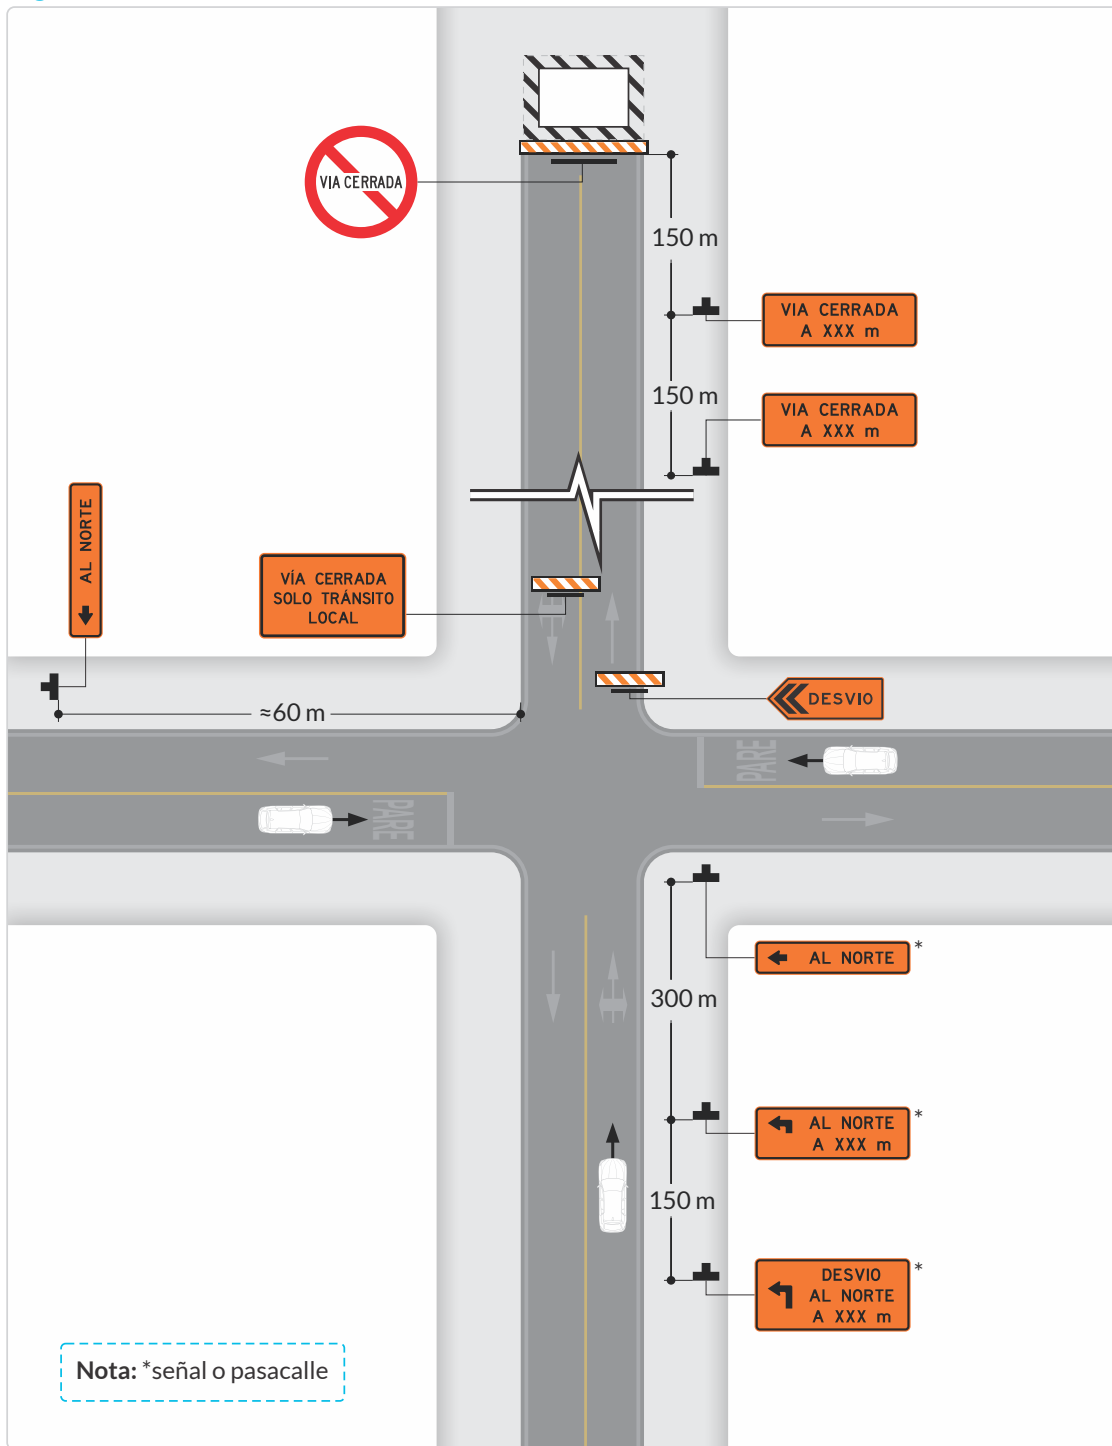 VIA CERRADA
150 m
VIA CERRADA
A XXX m
150 m
VIA CERRADA
A XXX m
AL NORTE
VÍA CERRADA
SOLO TRÁNSITO
LOCAL
≈60 m
DESVIO
PARE
PARE
AL NORTE
*
300 m
AL NORTE
A XXX m
*
150 m
DESVIO
AL NORTE
A XXX m
*
Nota: *señal o pasacalle